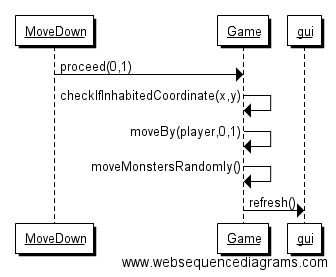 MoveDown
Game
gui
proceed(0,1)
checkIfInhabitedCoordinate(x,y)
moveBy(player,0,1)
moveMonstersRandomly()
refresh()
MoveDown
Game
gui
www.websequencediagrams.com